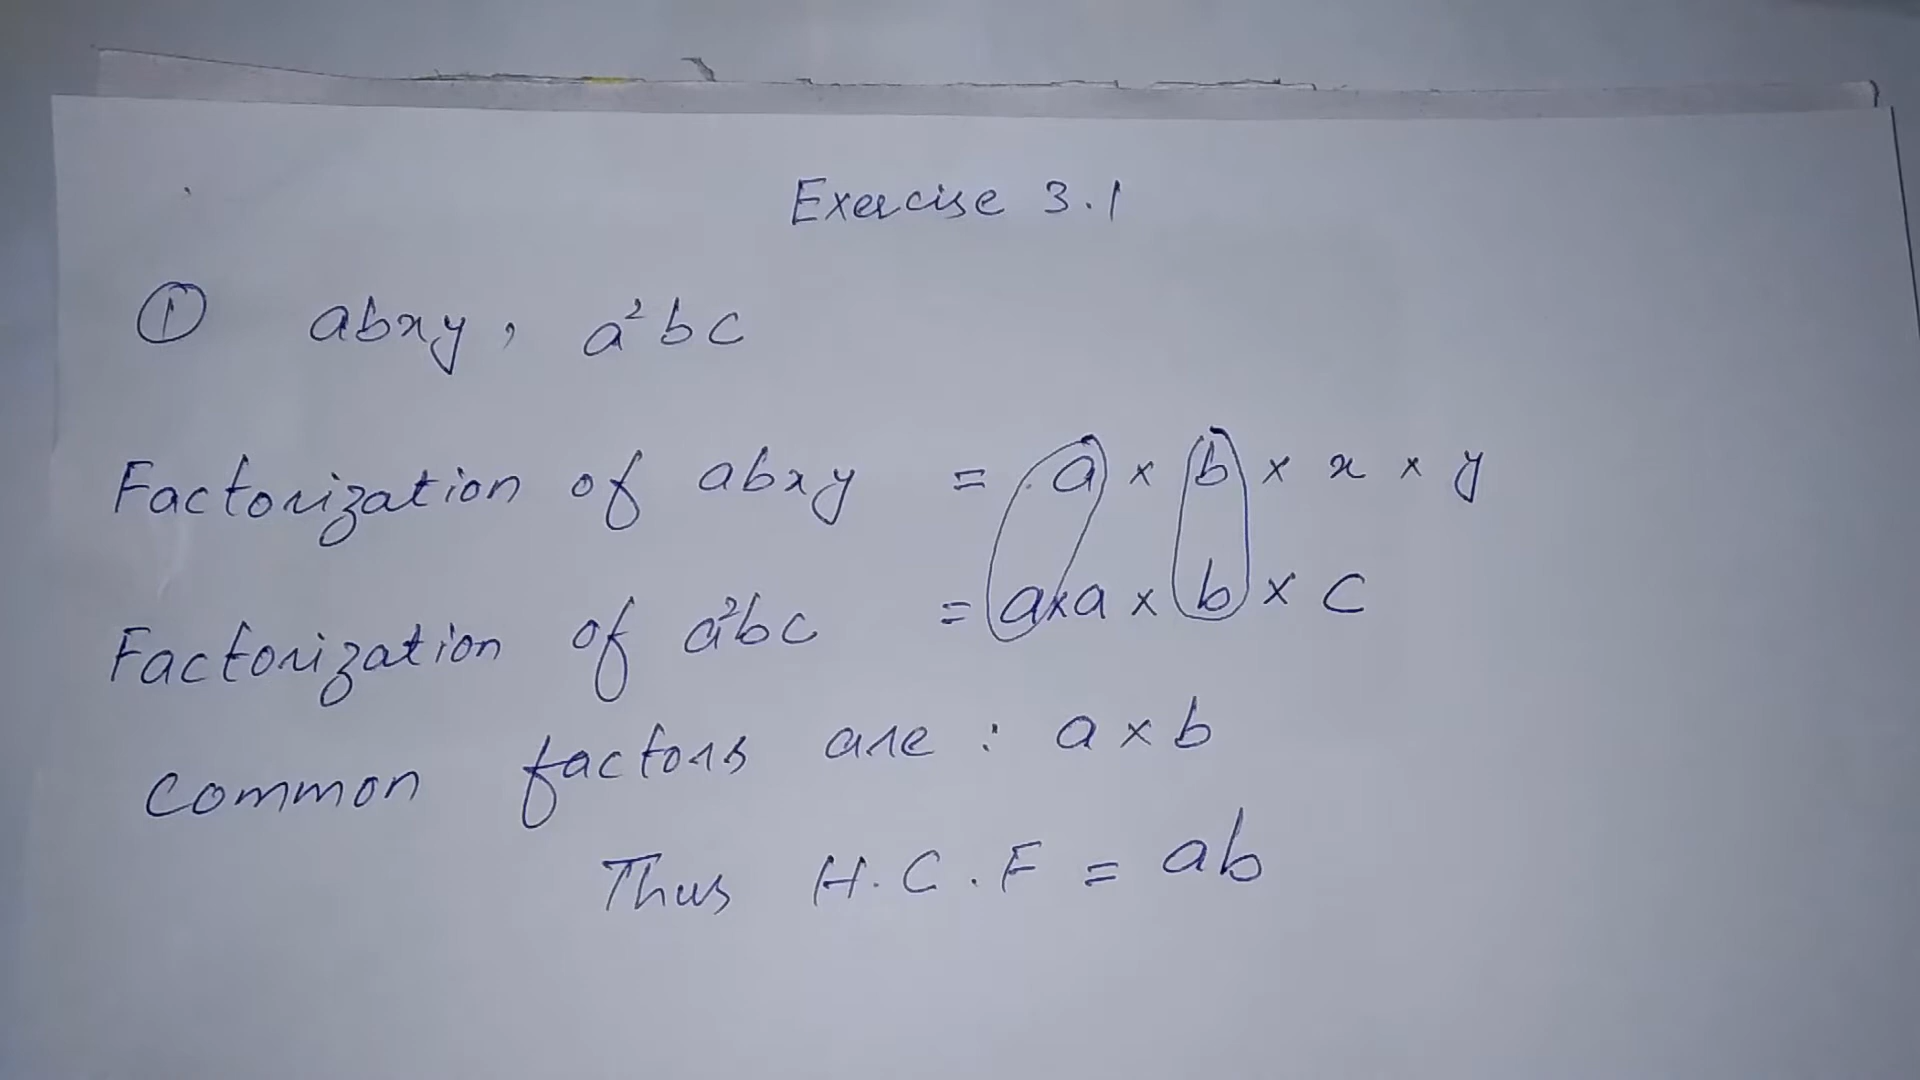 Exercise 3.1
① abxy, a²bc
Factorization of abxy = a × b × x × y
Factorization of a²bc = a×a × b × c
Common factors are : a × b
Thus H.C.F = ab